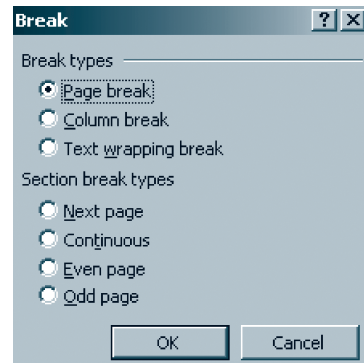 Break
Break types
Page break
Column break
Text wrapping break
Section break types
Next page
Continuous
Even page
Odd page
OK Cancel